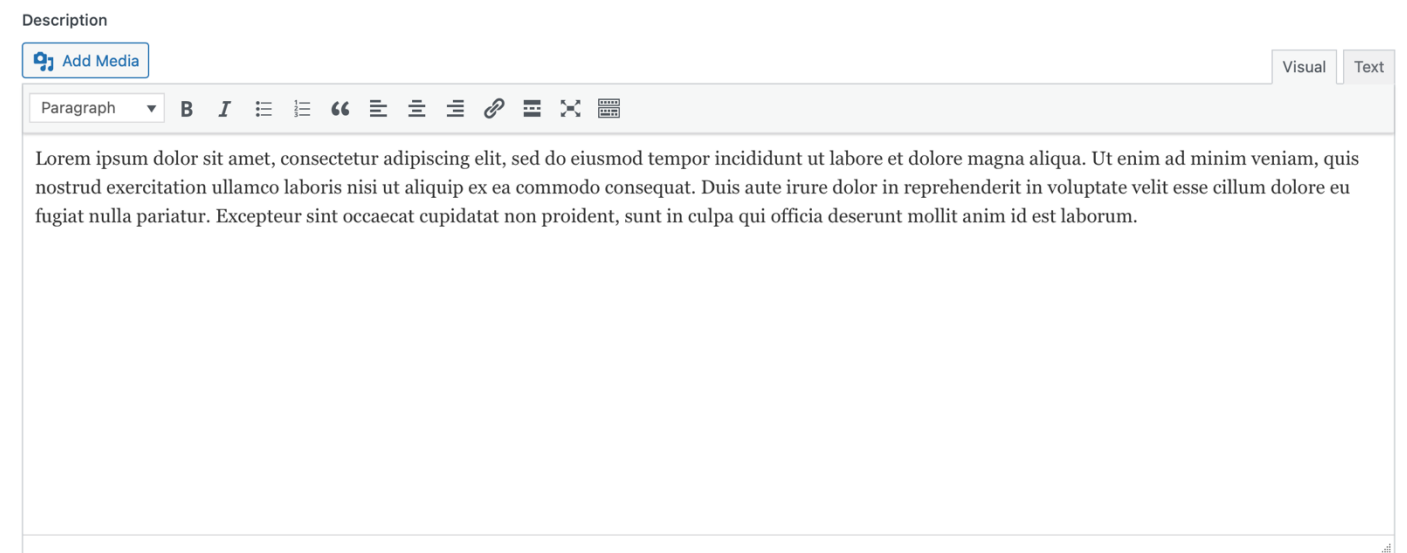 Description
Add Media
Visual Text
Paragraph
Lorem ipsum dolor sit amet, consectetur adipiscing elit, sed do eiusmod tempor incididunt ut labore et dolore magna aliqua. Ut enim ad minim veniam, quis
nostrud exercitation ullamco laboris nisi ut aliquip ex ea commodo consequat. Duis aute irure dolor in reprehenderit in voluptate velit esse cillum dolore eu
fugiat nulla pariatur. Excepteur sint occaecat cupidatat non proident, sunt in culpa qui officia deserunt mollit anim id est laborum.